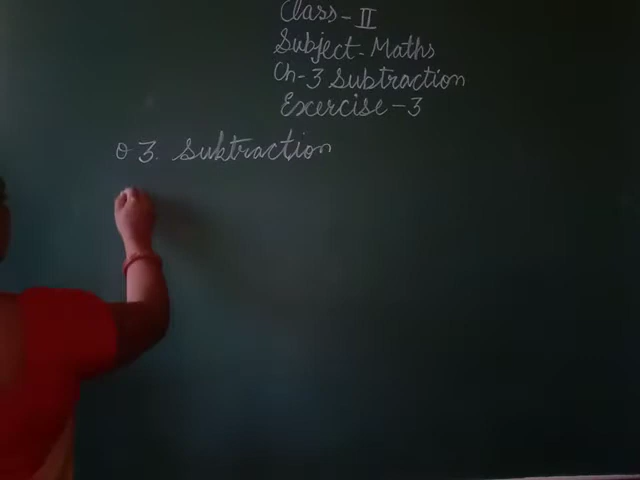 Class - II
Subject - Maths
Ch-3 Subtraction
Exercise - 3
Q 3. Subtraction